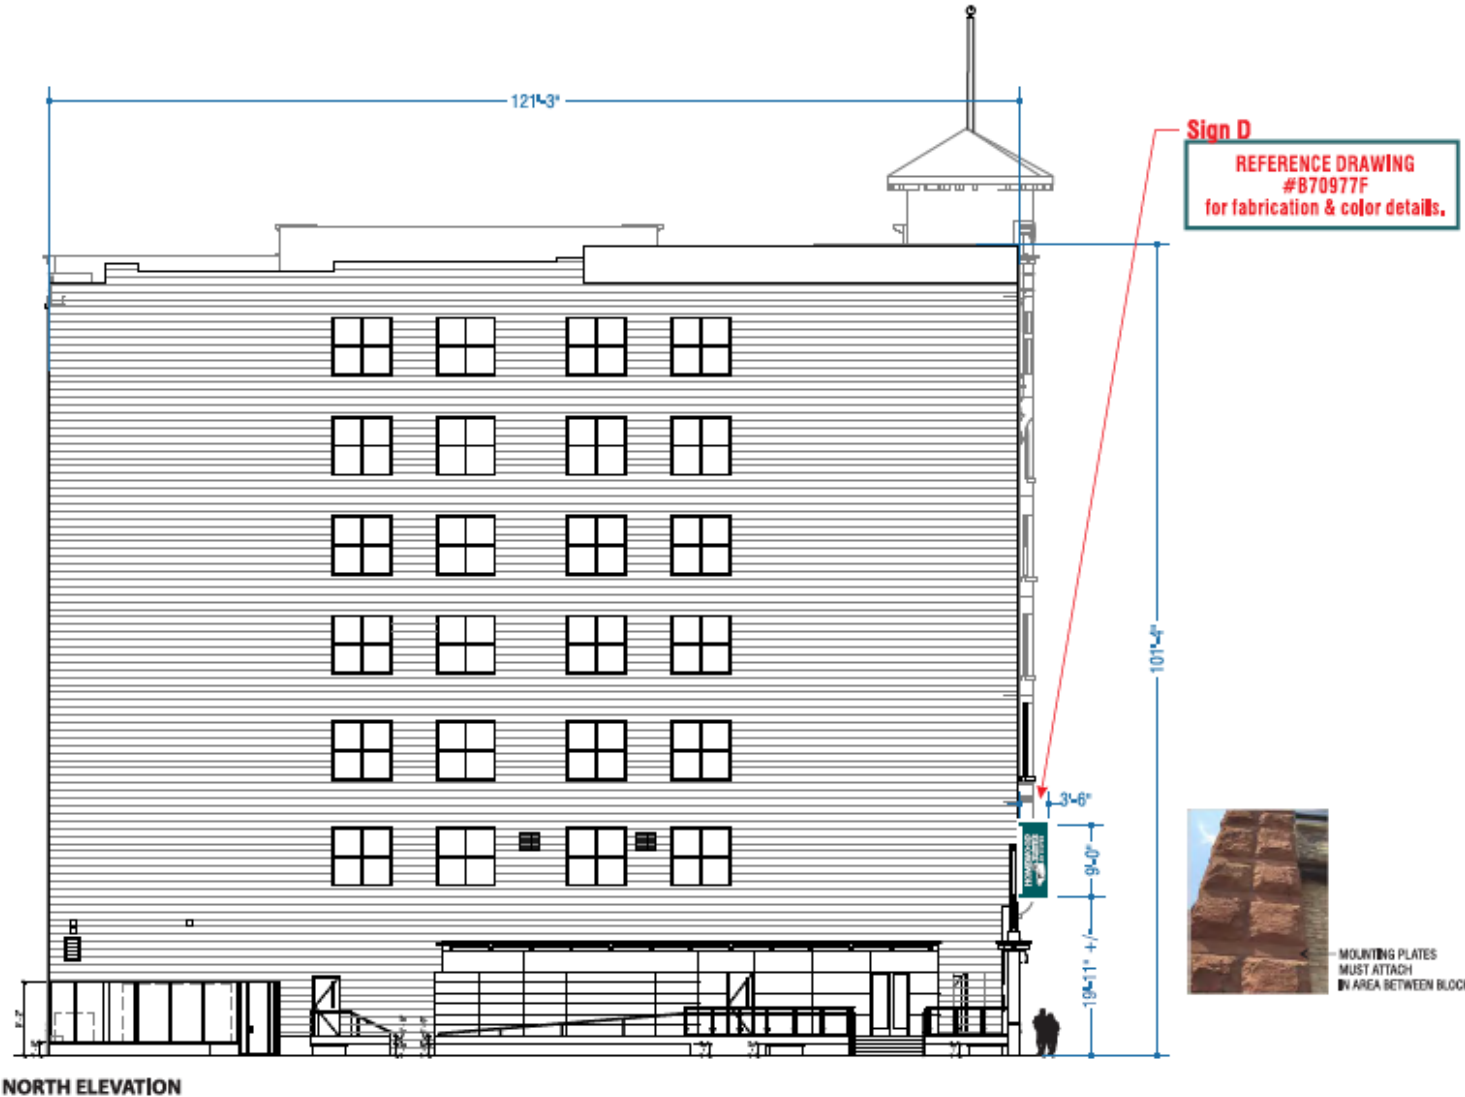 121'-3"
Sign D
REFERENCE DRAWING
#B70977F
for fabrication & color details.
101'-4"
3'-6"
HOMEWOOD
9'-0"
19'-11" +/-
MOUNTING PLATES
MUST ATTACH
IN AREA BETWEEN BLOC
NORTH ELEVATION